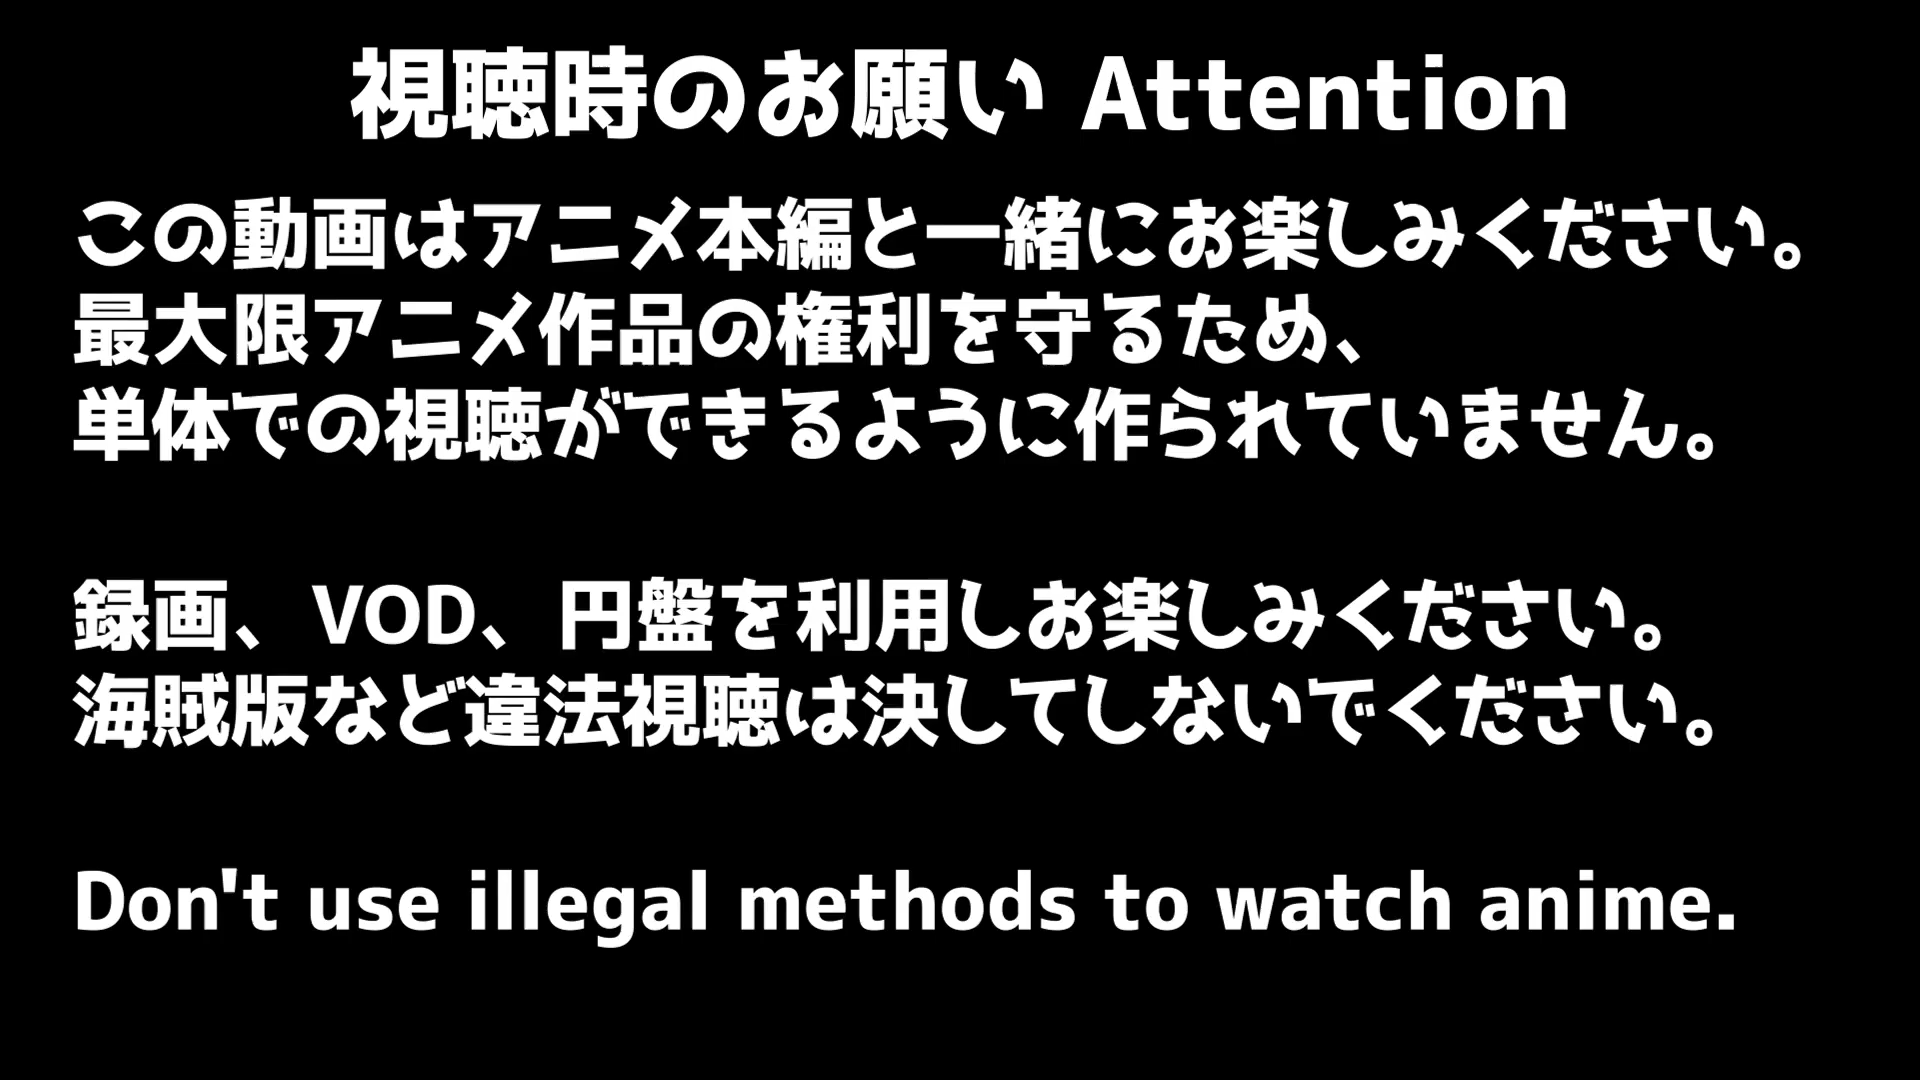 視聴時のお願い Attention
この動画はアニメ本編と一緒にお楽しみください。
最大限アニメ作品の権利を守るため、
単体での視聴ができるように作られていません。
録画、VOD、円盤を利用しお楽しみください。
海賊版など違法視聴は決してしないでください。
Don't use illegal methods to watch anime.